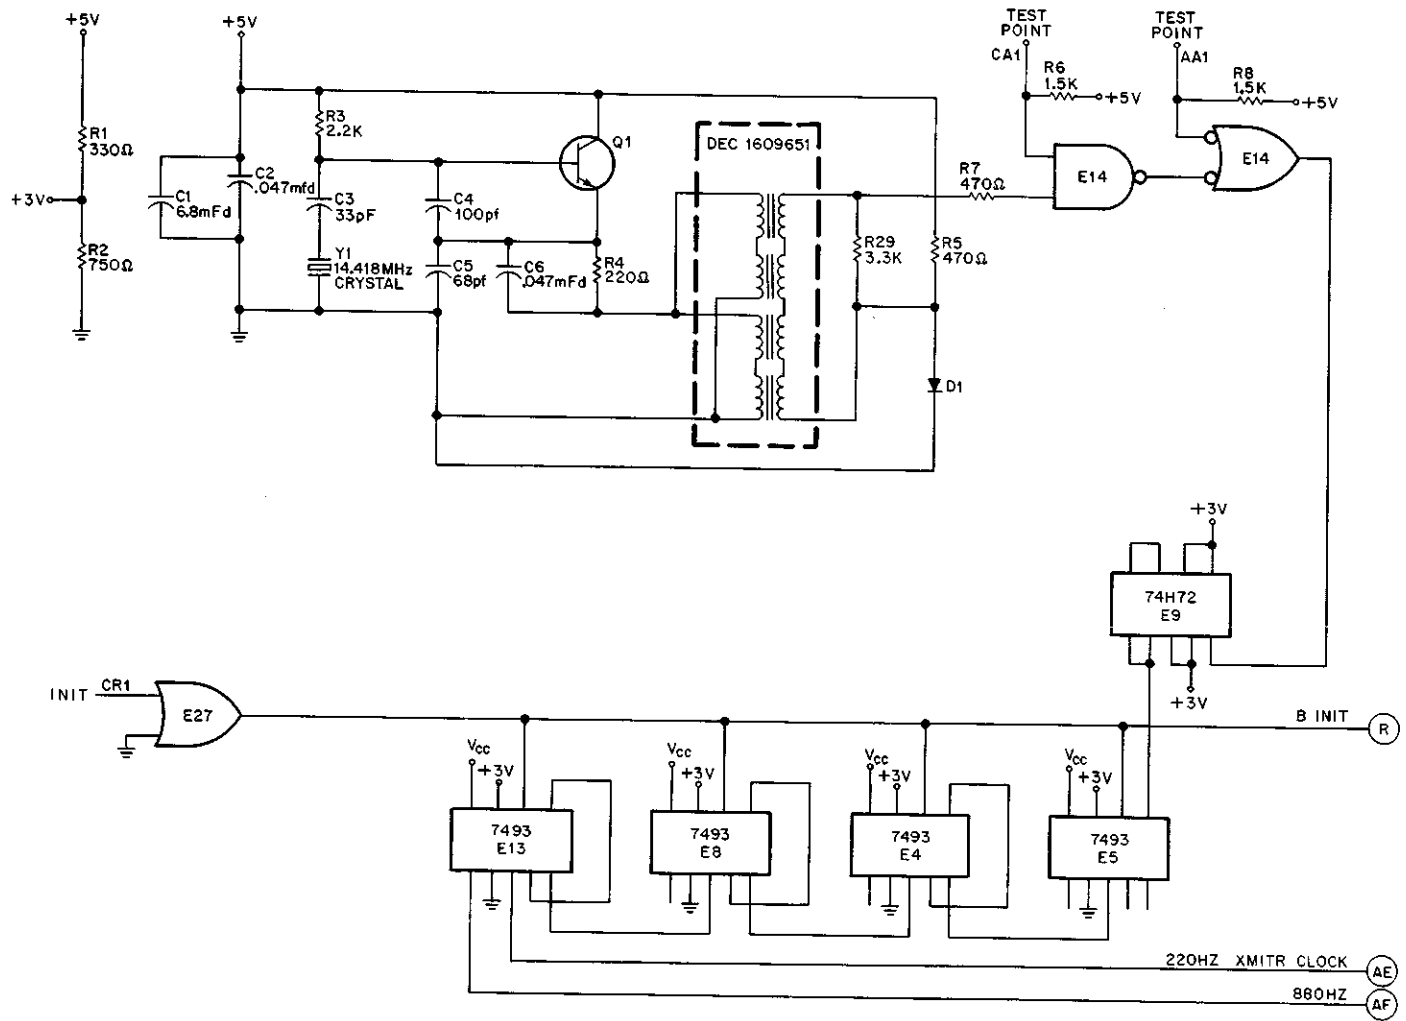 +5V
+5V
TEST
POINT
CA1
R6
1.5K
+5V
TEST
POINT
AA1
R8
1.5K
+5V
R1
330Ω
+3V
R2
750Ω
C1
6.8mFd
C2
.047mfd
R3
2.2K
C3
33pF
Y1
14.418MHz
CRYSTAL
C4
100pf
C5
68pf
C6
.047mFd
Q1
R4
220Ω
DEC 1609651
R29
3.3K
R5
470Ω
D1
R7
470Ω
E14
E14
+3V
74H72
E9
+3V
INIT
CR1
E27
B INIT
R
Vcc
+3V
7493
E13
Vcc
+3V
7493
E8
Vcc
+3V
7493
E4
Vcc
+3V
7493
E5
220HZ XMITR CLOCK
AE
880HZ
AF